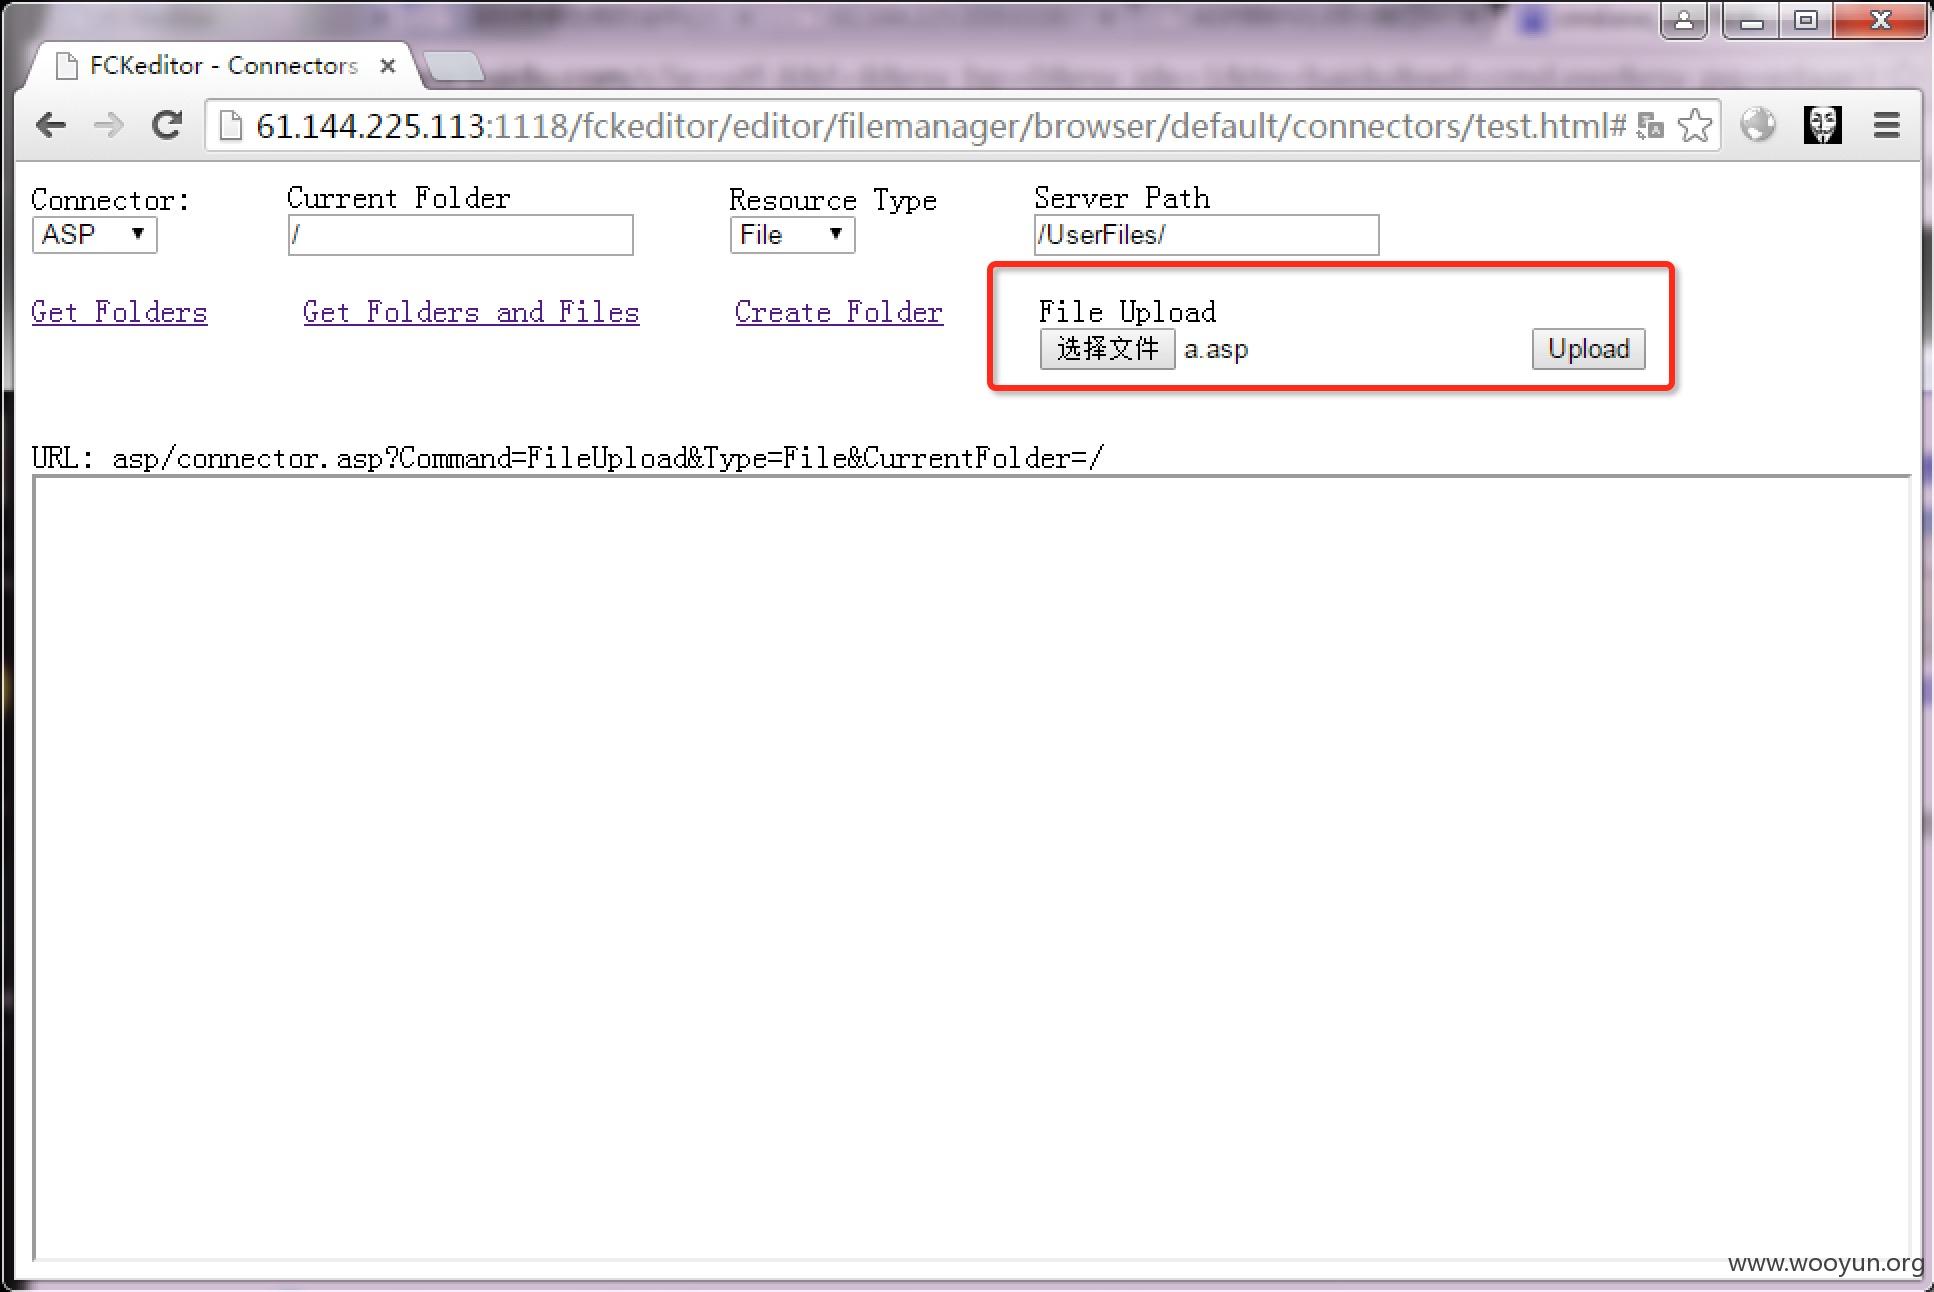 FCKeditor - Connectors
61.144.225.113:1118/fckeditor/editor/filemanager/browser/default/connectors/test.html#
Connector: Current Folder Resource Type Server Path
ASP / File /UserFiles/
Get Folders Get Folders and Files Create Folder File Upload
选择文件 a.asp Upload
URL: asp/connector.asp?Command=FileUpload&Type=File&CurrentFolder=/
www.wooyun.org